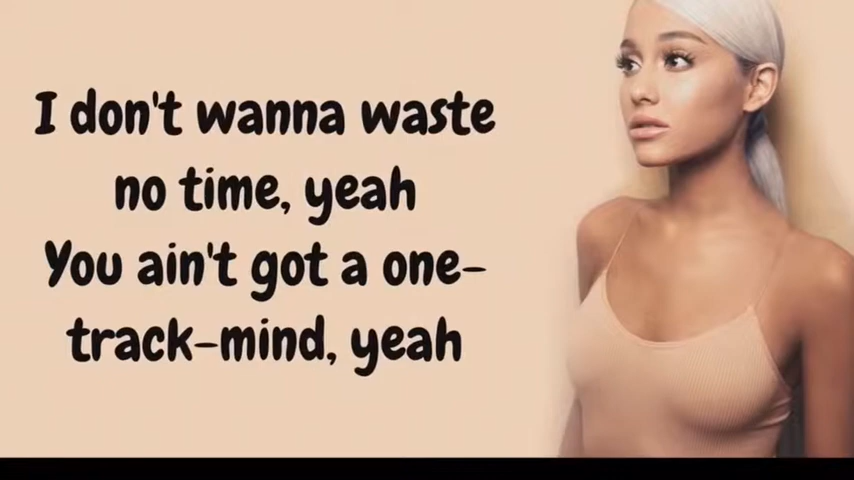 I don't wanna waste
no time, yeah
You ain't got a one-
track-mind, yeah